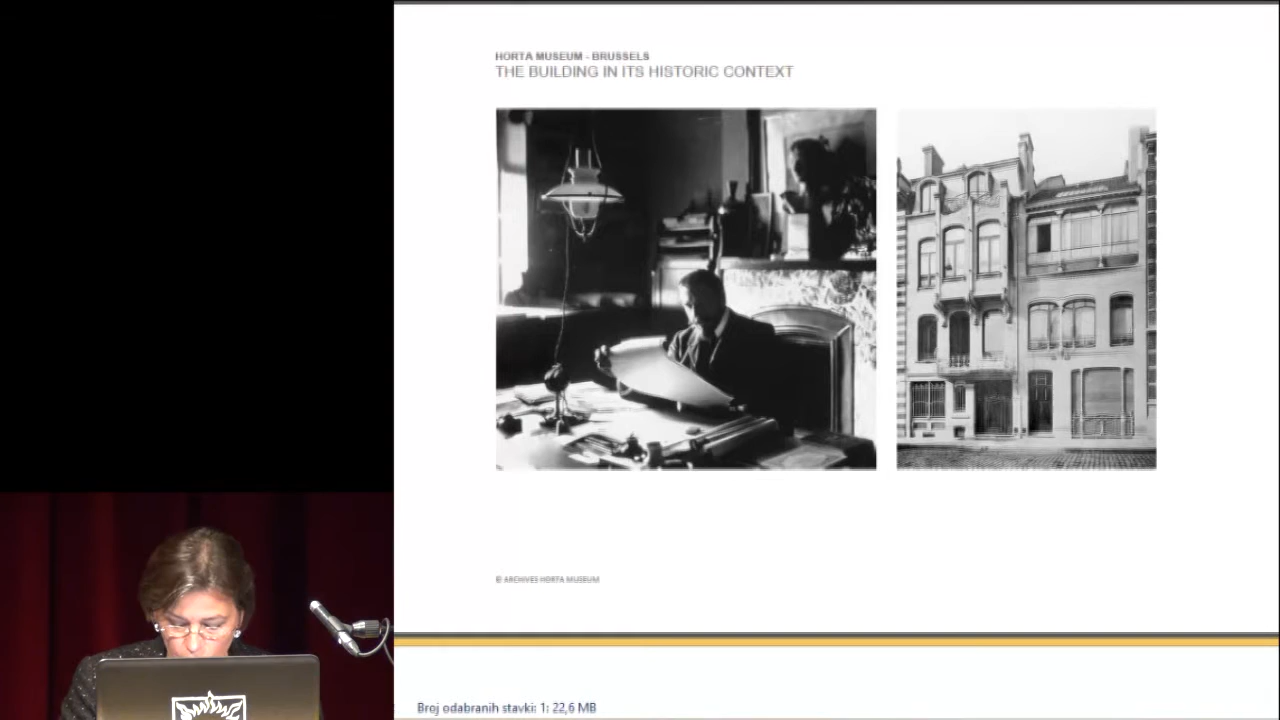 HORTA MUSEUM - BRUSSELS
THE BUILDING IN ITS HISTORIC CONTEXT
© ARCHIVES HORTA MUSEUM
Broj odabranih stavki: 1: 22,6 MB